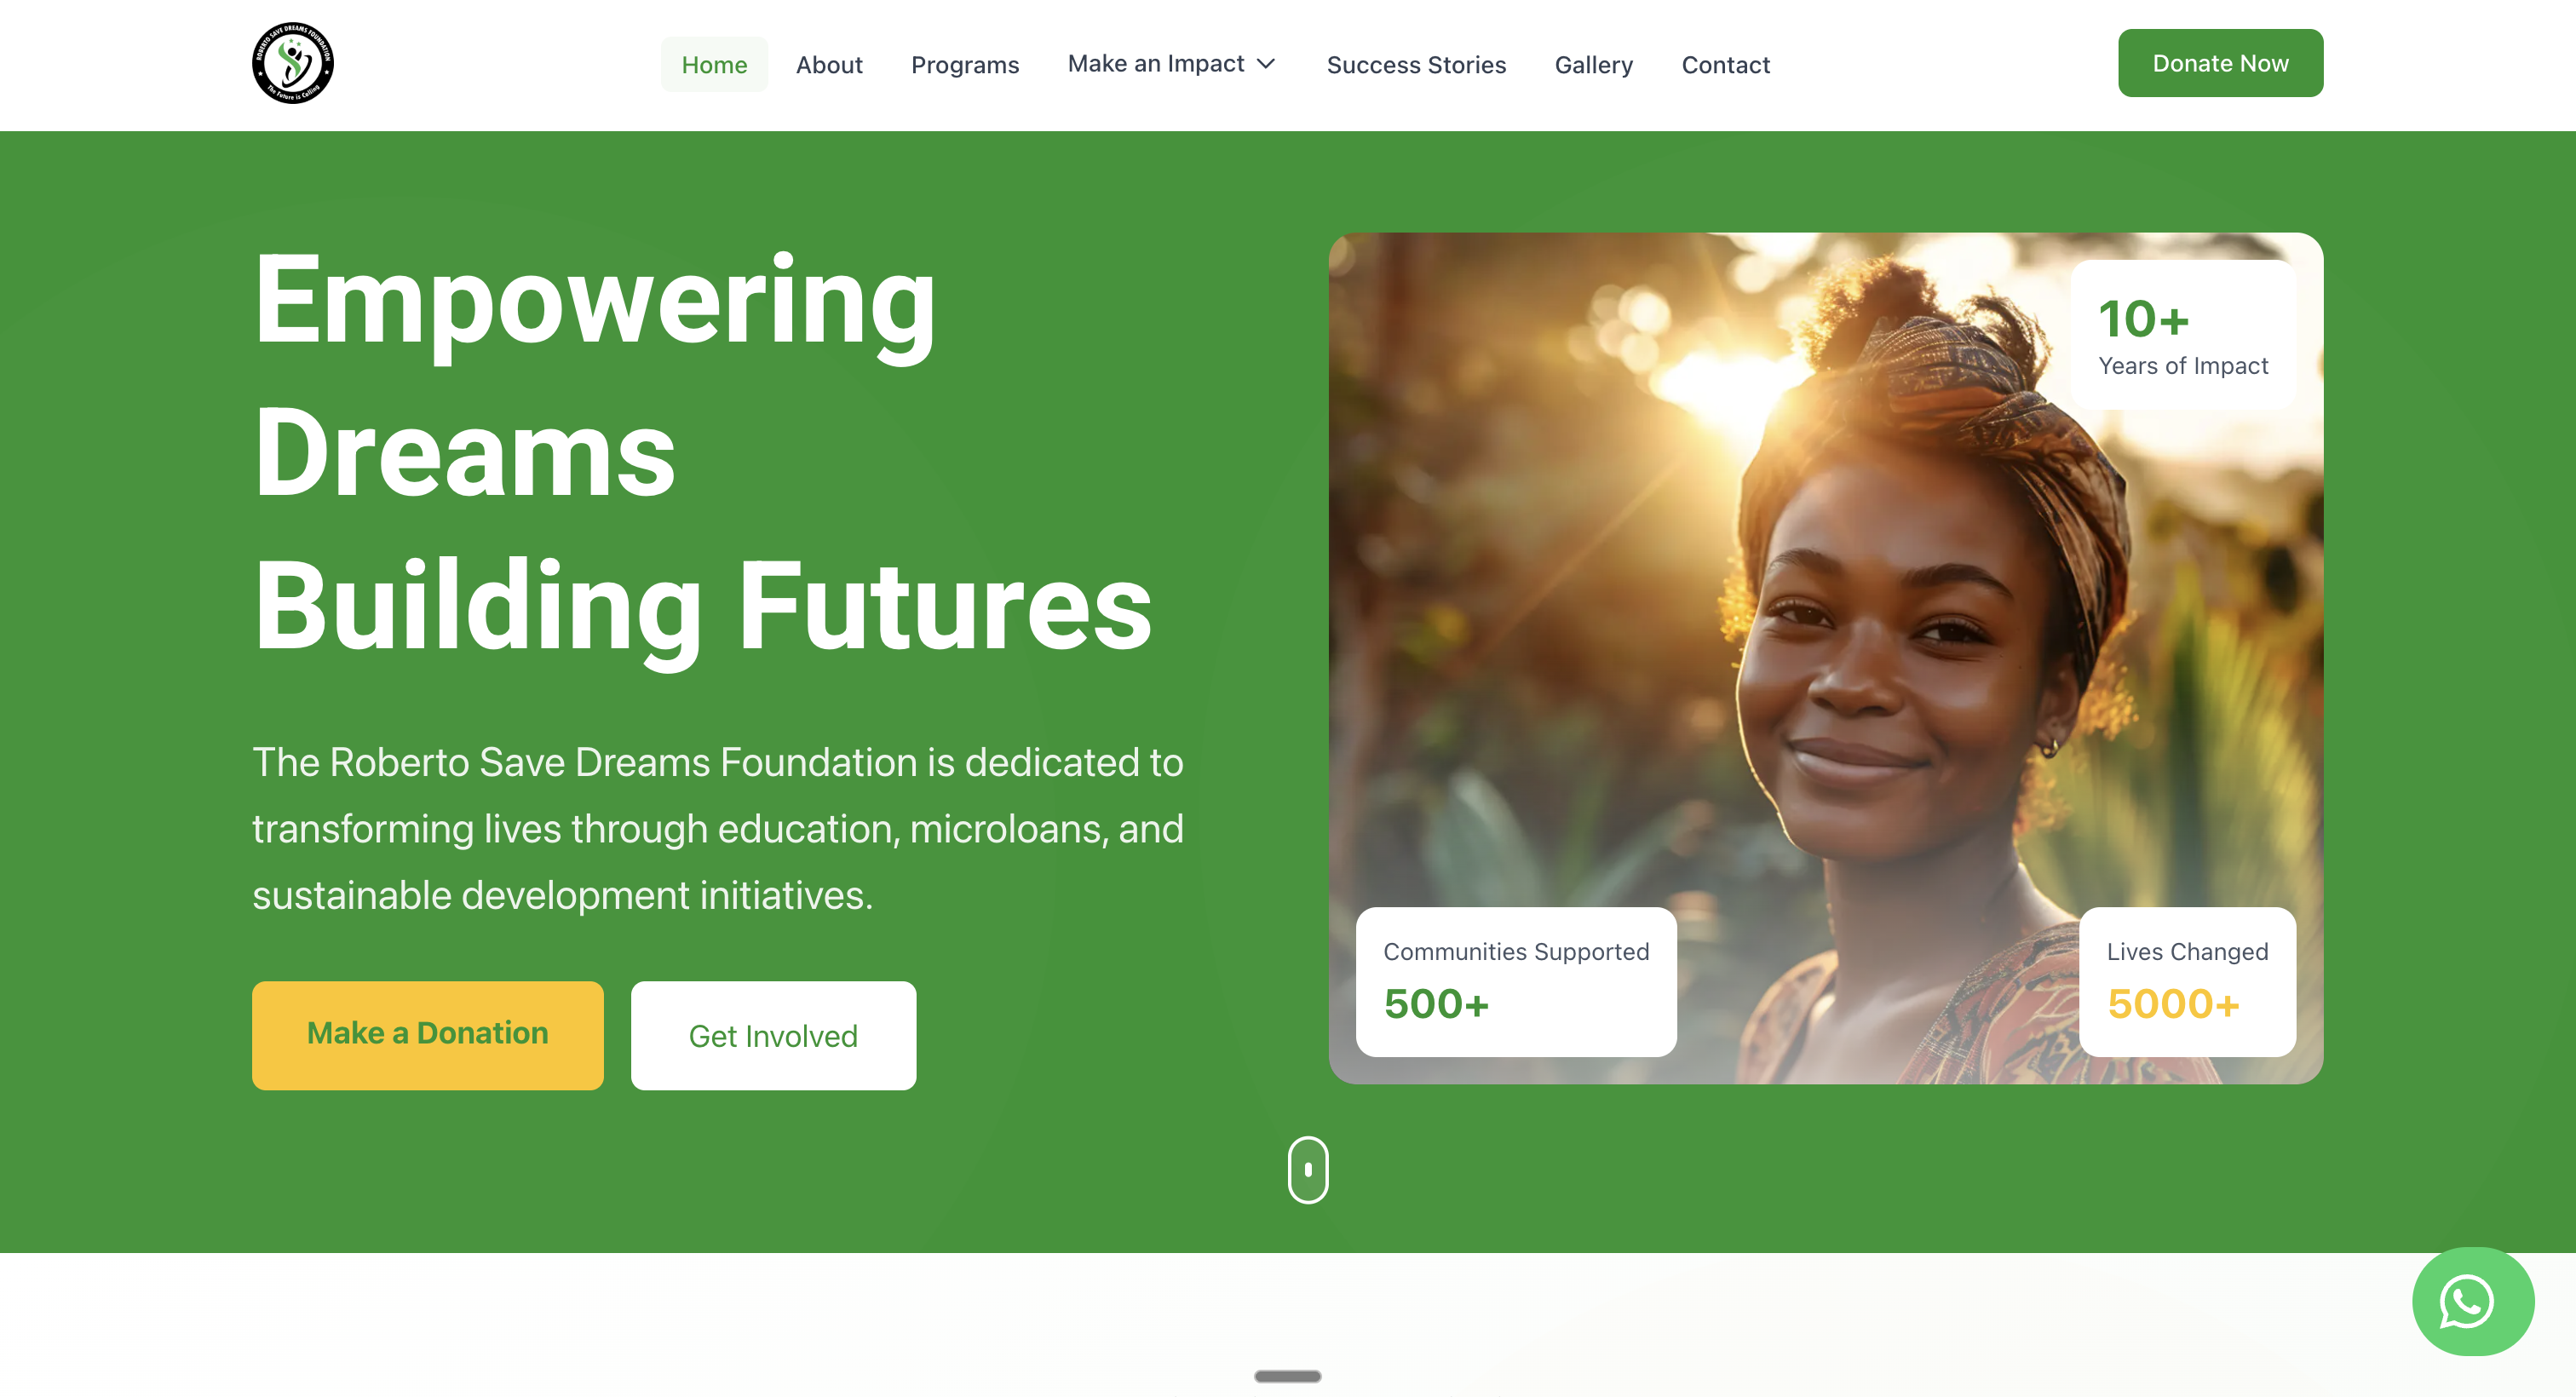 ROBERTO SAVE DREAMS FOUNDATION
The Future is Calling
Home
About
Programs
Make an Impact
Success Stories
Gallery
Contact
Donate Now
Empowering
Dreams
Building Futures
The Roberto Save Dreams Foundation is dedicated to
transforming lives through education, microloans, and
sustainable development initiatives.
Make a Donation
Get Involved
10+
Years of Impact
Communities Supported
500+
Lives Changed
5000+